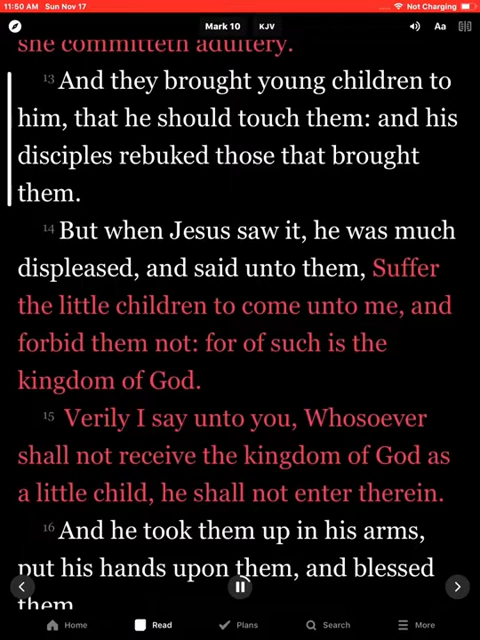 11:50 AM Sun Nov 17
Not Charging
Mark 10 KJV
Aa
she committeth adultery.
13 And they brought young children to
him, that he should touch them: and his
disciples rebuked those that brought
them.
14 But when Jesus saw it, he was much
displeased, and said unto them, Suffer
the little children to come unto me, and
forbid them not: for of such is the
kingdom of God.
15 Verily I say unto you, Whosoever
shall not receive the kingdom of God as
a little child, he shall not enter therein.
16 And he took them up in his arms,
put his hands upon them, and blessed
them
Home Read Plans Search More